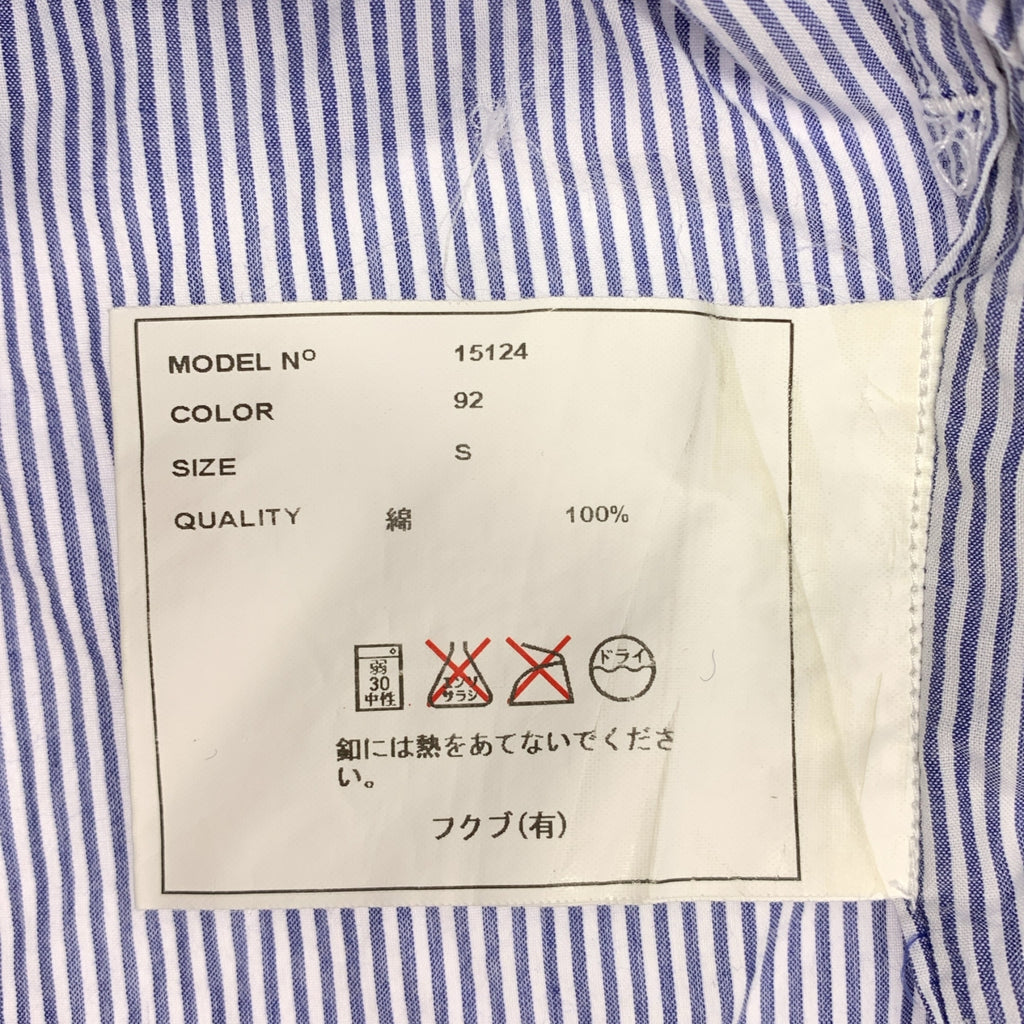 MODEL Nº 15124
COLOR 92
SIZE S
QUALITY 綿 100%
弱
30
中性
エンソ
サラシ
ドライ
釦には熱をあてないでくださ
い。
フクブ(有)